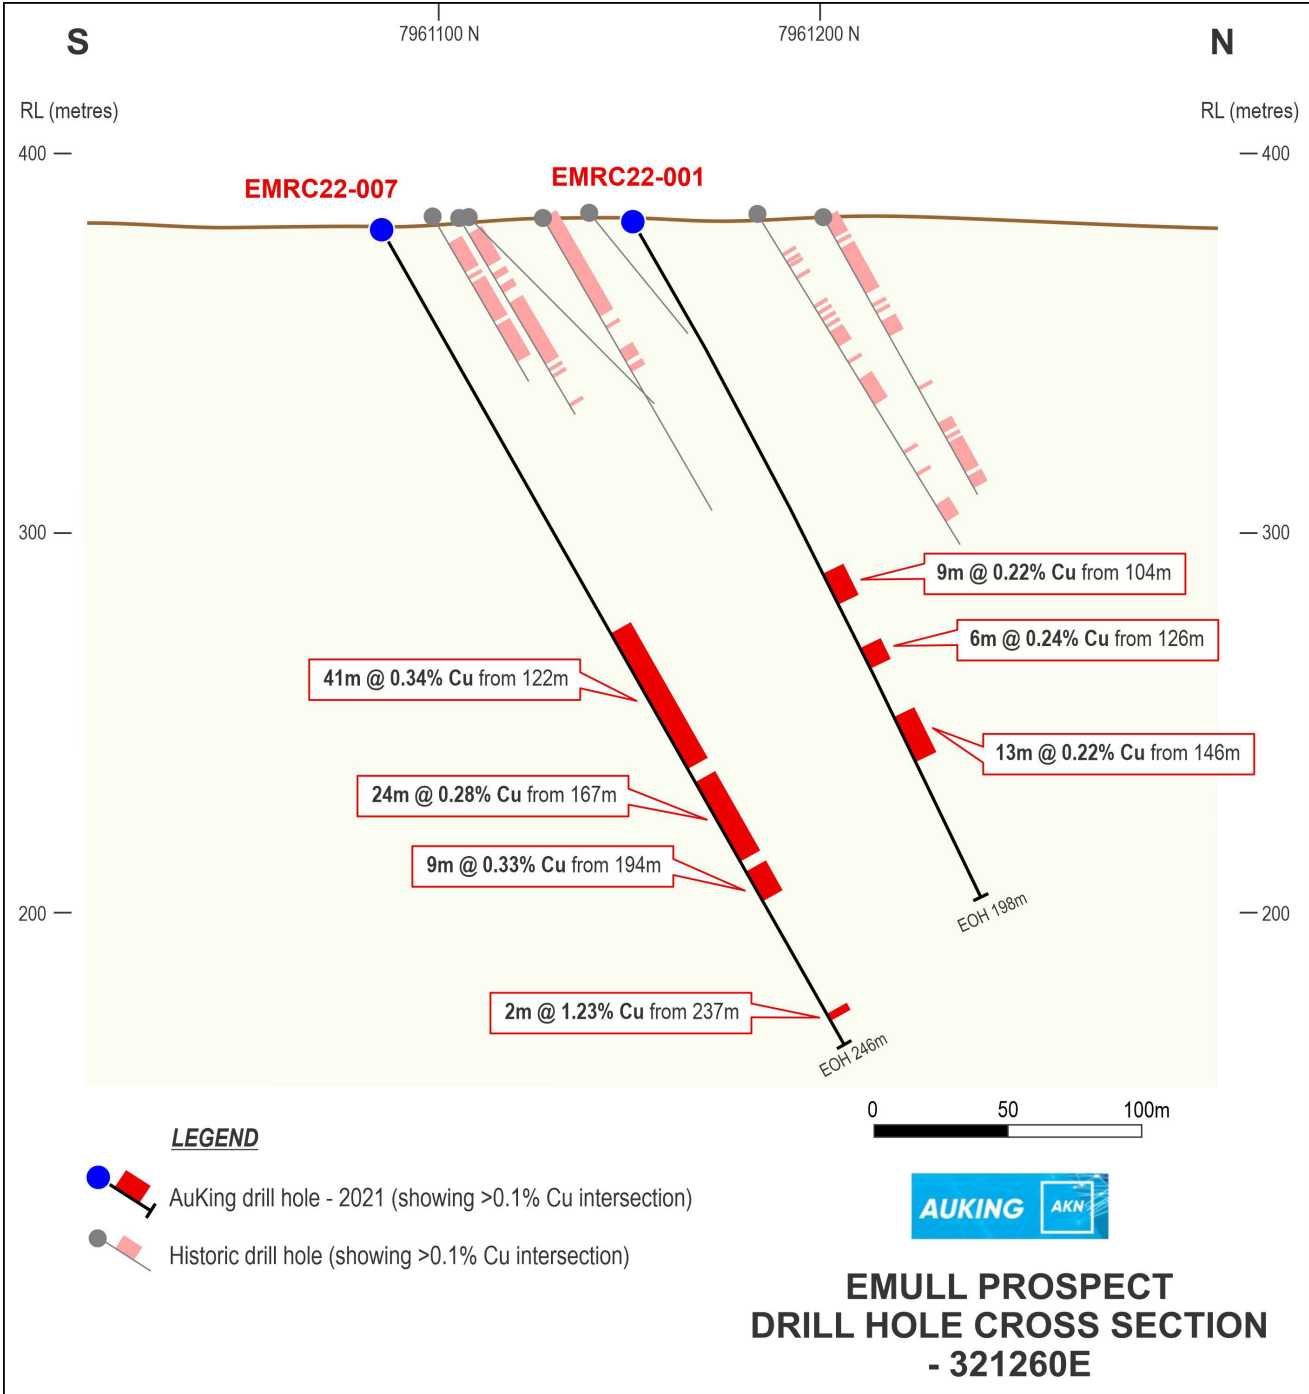 7961100 N
7961200 N
S
N
RL (metres)
RL (metres)
400
400
EMRC22-007
EMRC22-001
300
300
9m @ 0.22% Cu from 104m
6m @ 0.24% Cu from 126m
41m @ 0.34% Cu from 122m
13m @ 0.22% Cu from 146m
24m @ 0.28% Cu from 167m
9m @ 0.33% Cu from 194m
200
200
EOH 198m
2m @ 1.23% Cu from 237m
EOH 246m
0 50 100m
LEGEND
AuKing drill hole - 2021 (showing >0.1% Cu intersection)
Historic drill hole (showing >0.1% Cu intersection)
AUKING AKN
EMULL PROSPECT
DRILL HOLE CROSS SECTION
- 321260E